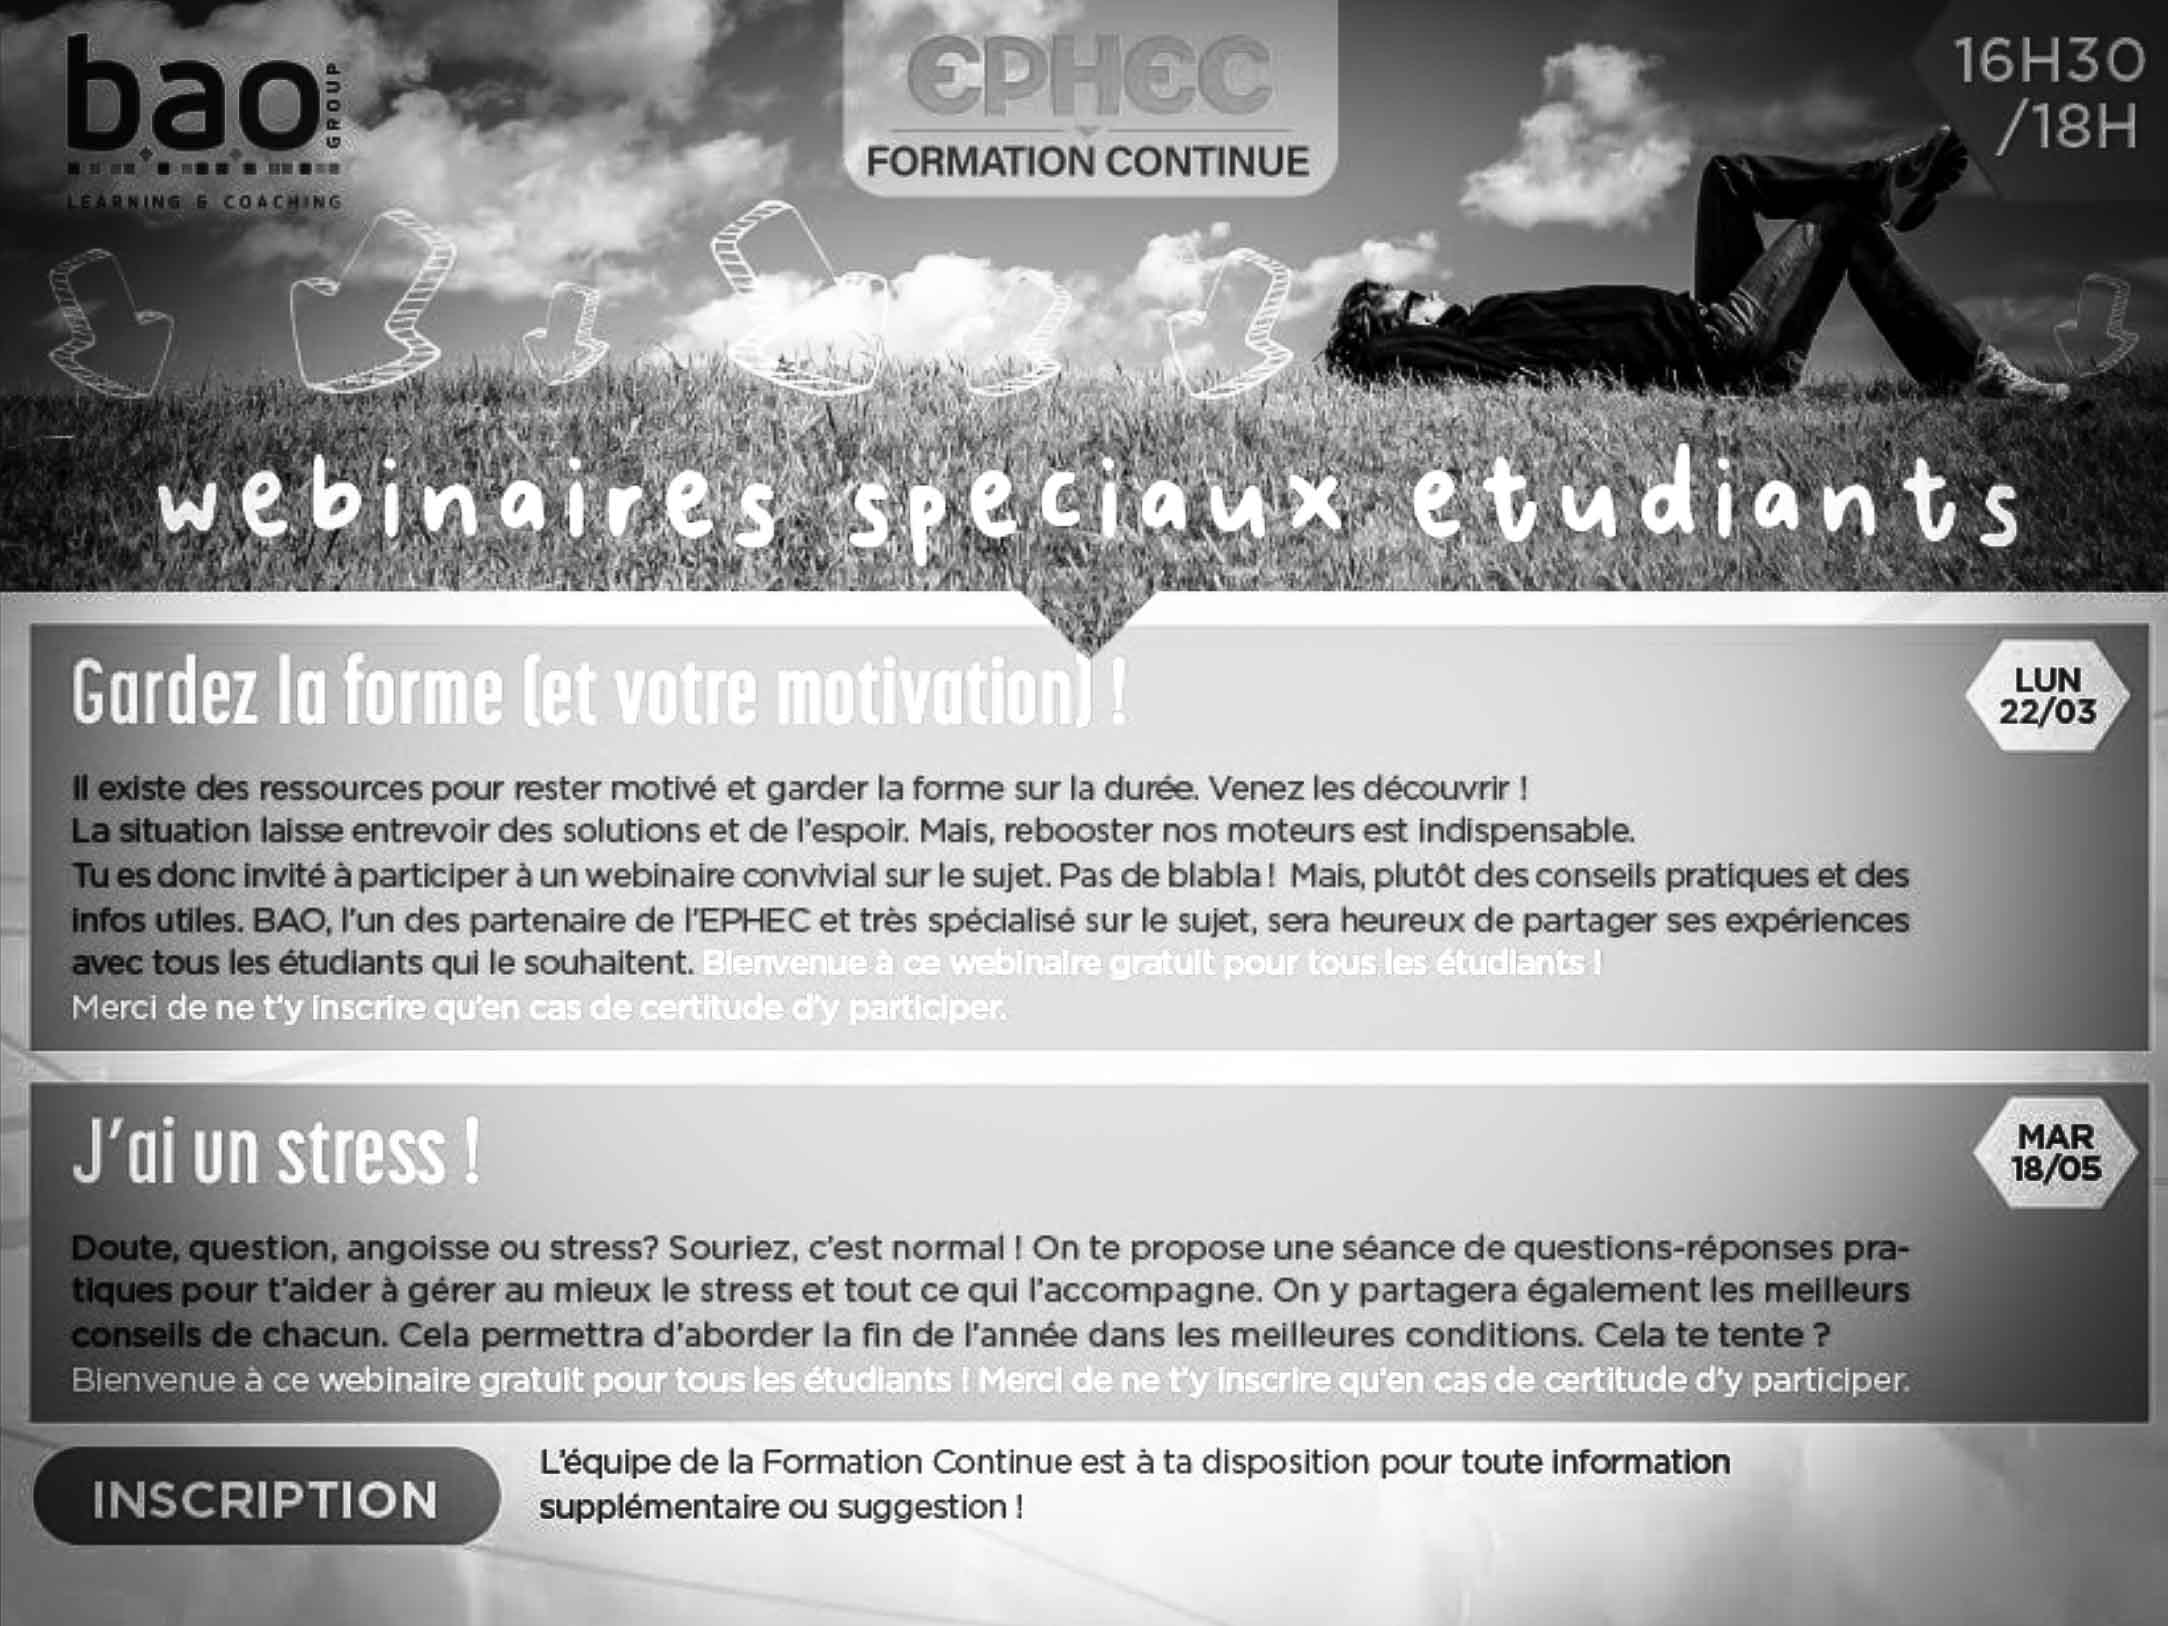 bao GROUP
LEARNING & COACHING
EPHEC
FORMATION CONTINUE
16H30
/18H
webinaires speciaux etudiants
Gardez la forme (et votre motivation) !
LUN
22/03
Il existe des ressources pour rester motivé et garder la forme sur la durée. Venez les découvrir !
La situation laisse entrevoir des solutions et de l'espoir. Mais, rebooster nos moteurs est indispensable.
Tu es donc invité à participer à un webinaire convivial sur le sujet. Pas de blabla ! Mais, plutôt des conseils pratiques et des
infos utiles. BAO, l'un des partenaire de l'EPHEC et très spécialisé sur le sujet, sera heureux de partager ses expériences
avec tous les étudiants qui le souhaitent. Bienvenue à ce webinaire gratuit pour tous les étudiants !
Merci de ne t'y inscrire qu'en cas de certitude d'y participer.
J'ai un stress !
MAR
18/05
Doute, question, angoisse ou stress? Souriez, c'est normal ! On te propose une séance de questions-réponses pra-
tiques pour t'aider à gérer au mieux le stress et tout ce qui l'accompagne. On y partagera également les meilleurs
conseils de chacun. Cela permettra d'aborder la fin de l'année dans les meilleures conditions. Cela te tente ?
Bienvenue à ce webinaire gratuit pour tous les étudiants ! Merci de ne t'y inscrire qu'en cas de certitude d'y participer.
INSCRIPTION
L'équipe de la Formation Continue est à ta disposition pour toute information
supplémentaire ou suggestion !